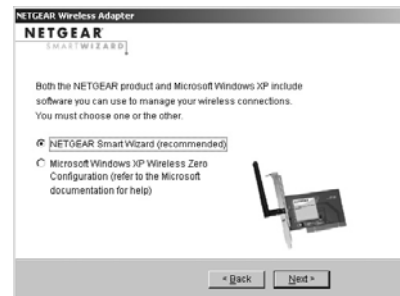 NETGEAR Wireless Adapter
NETGEAR
SMARTWIZARD
Both the NETGEAR product and Microsoft Windows XP include
software you can use to manage your wireless connections.
You must choose one or the other.
NETGEAR Smart Wizard (recommended)
Microsoft Windows XP Wireless Zero
Configuration (refer to the Microsoft
documentation for help)
< Back
Next >